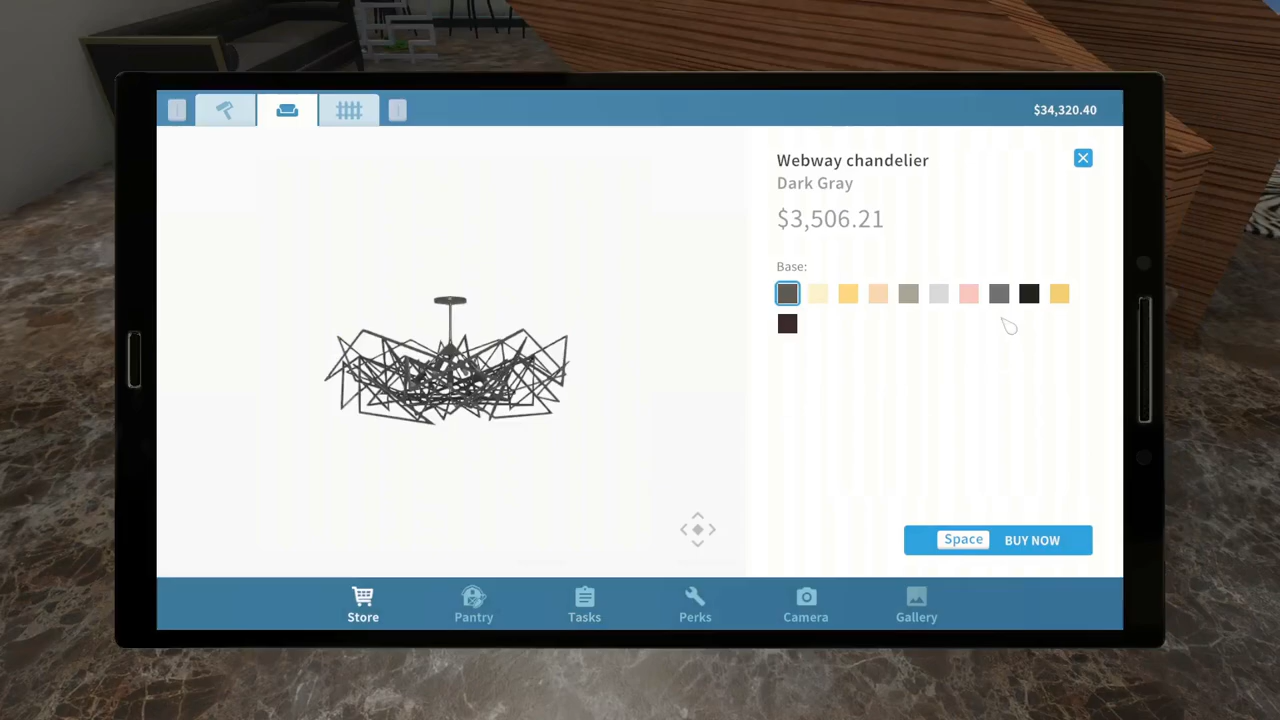 $34,320.40
Webway chandelier
Dark Gray
$3,506.21
Base:
Space BUY NOW
Store Pantry Tasks Perks Camera Gallery